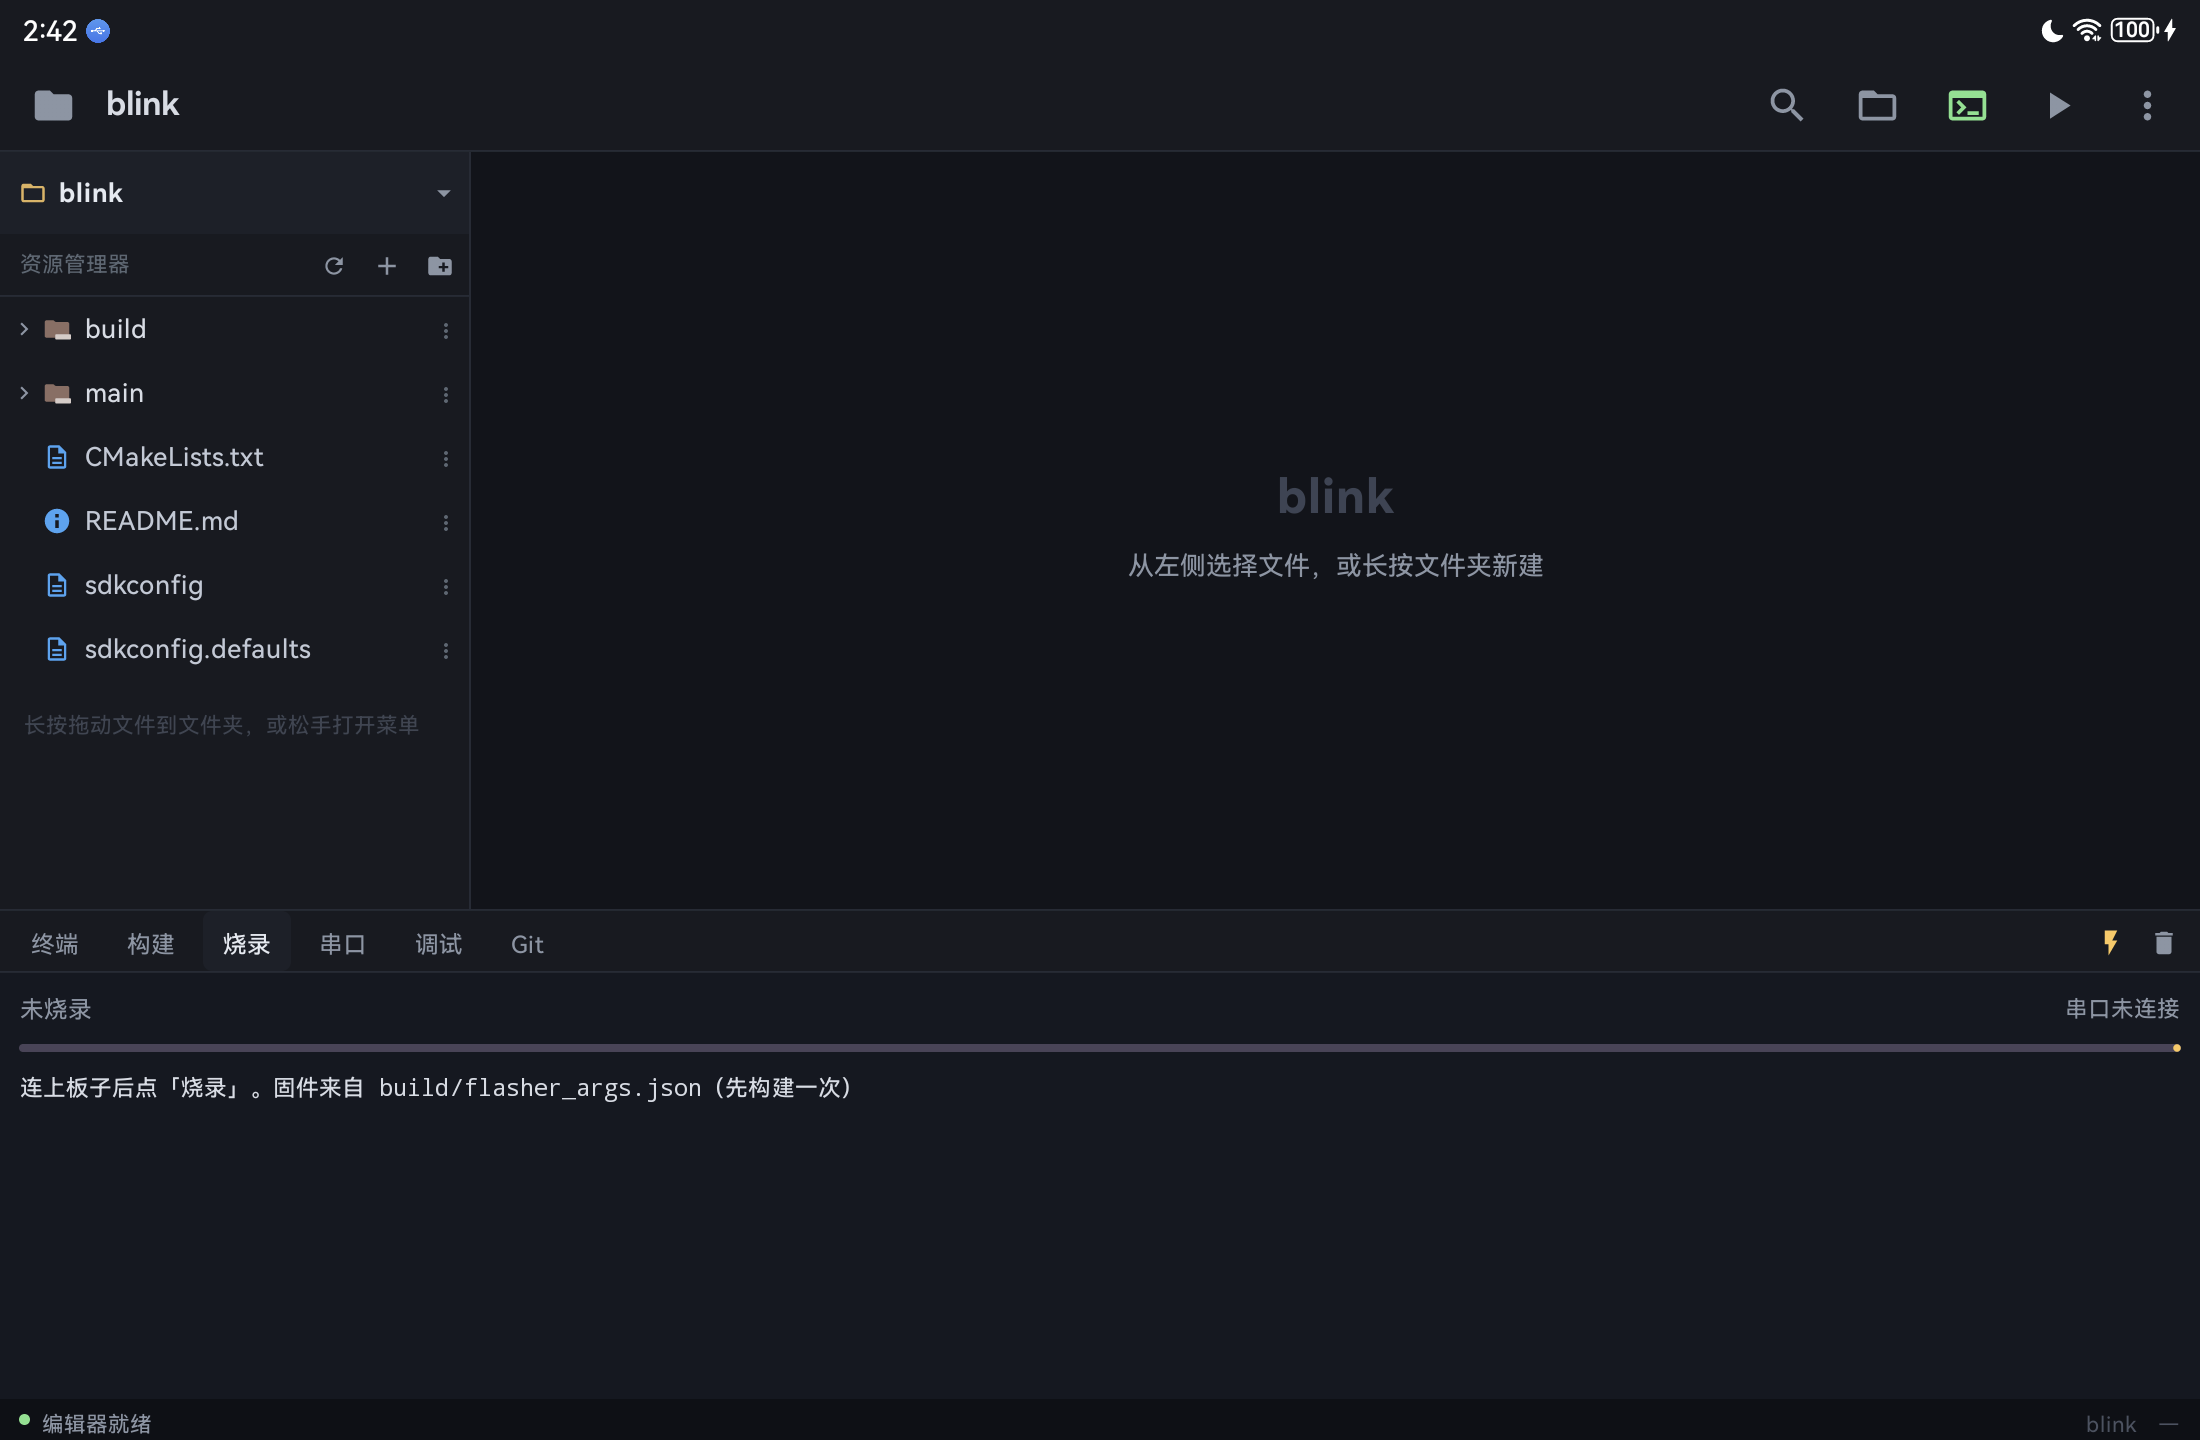 2:42
100
blink
blink
资源管理器
build
main
CMakeLists.txt
README.md
sdkconfig
sdkconfig.defaults
长按拖动文件到文件夹，或松手打开菜单
blink
从左侧选择文件，或长按文件夹新建
终端 构建 烧录 串口 调试 Git
未烧录 串口未连接
连上板子后点「烧录」。固件来自 build/flasher_args.json（先构建一次）
编辑器就绪 blink —